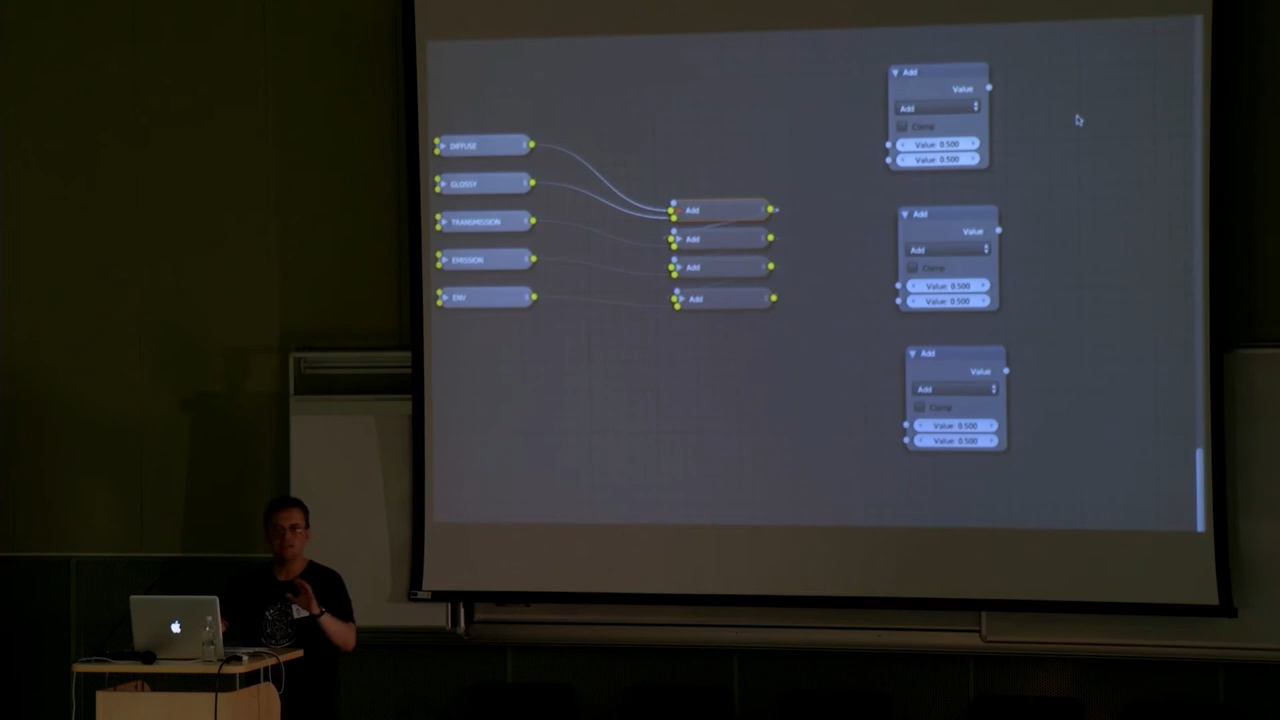 DIFFUSE
GLOSSY
TRANSMISSION
EMISSION
ENV
Add
Add
Add
Add
Add
Value
Add
Clamp
Value: 0.500
Value: 0.500
Add
Value
Add
Clamp
Value: 0.500
Value: 0.500
Add
Value
Add
Clamp
Value: 0.500
Value: 0.500